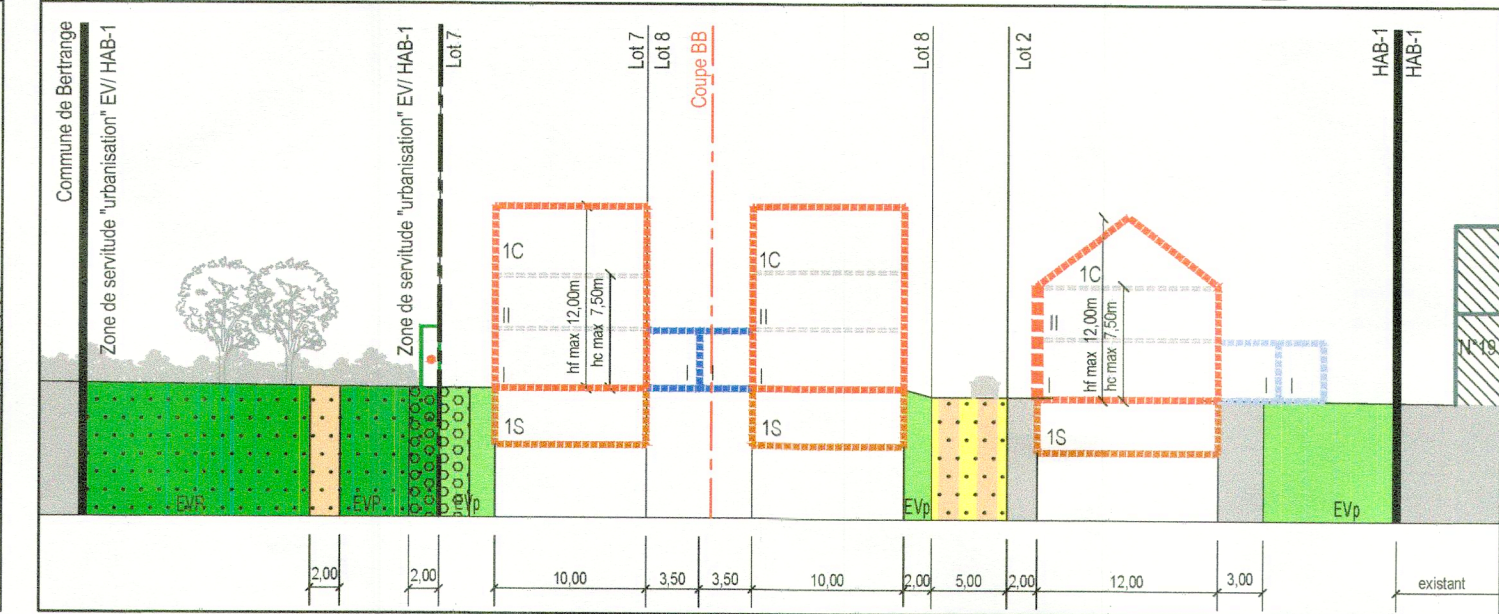 Commune de Bertrange
Zone de servitude "urbanisation" EV/ HAB-1
Zone de servitude "urbanisation" EV/ HAB-1
Lot 7
Lot 7
Lot 8
Coupe BB
Lot 8
Lot 2
HAB-1
HAB-1
1C
II
I
hf max 12,00m
hc max 7,50m
1S
I
I
1C
II
I
1S
1C
II
I
hf max 12,00m
hc max 7,50m
1S
I
I
N°19
EVP
EVP
EVp
EVp
EVp
2,00
2,00
10,00
3,50
3,50
10,00
2,00
5,00
2,00
12,00
3,00
existant